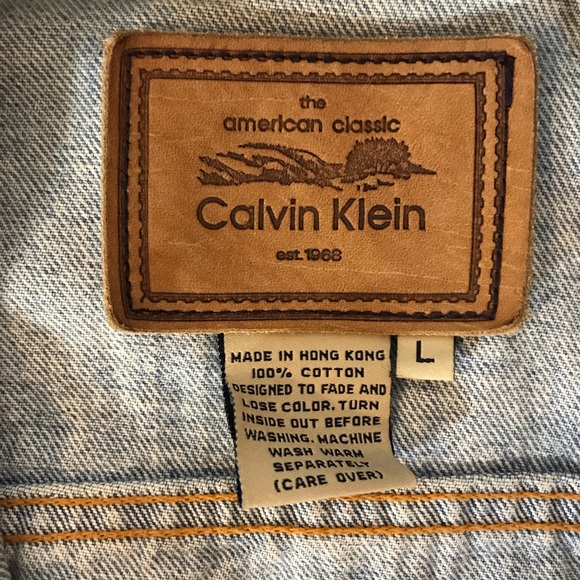 the
american classic
Calvin Klein
est. 1968
L
MADE IN HONG KONG
100% COTTON
DESIGNED TO FADE AND
LOSE COLOR. TURN
INSIDE OUT BEFORE
WASHING. MACHINE
WASH WARM
SEPARATELY
(CARE OVER)